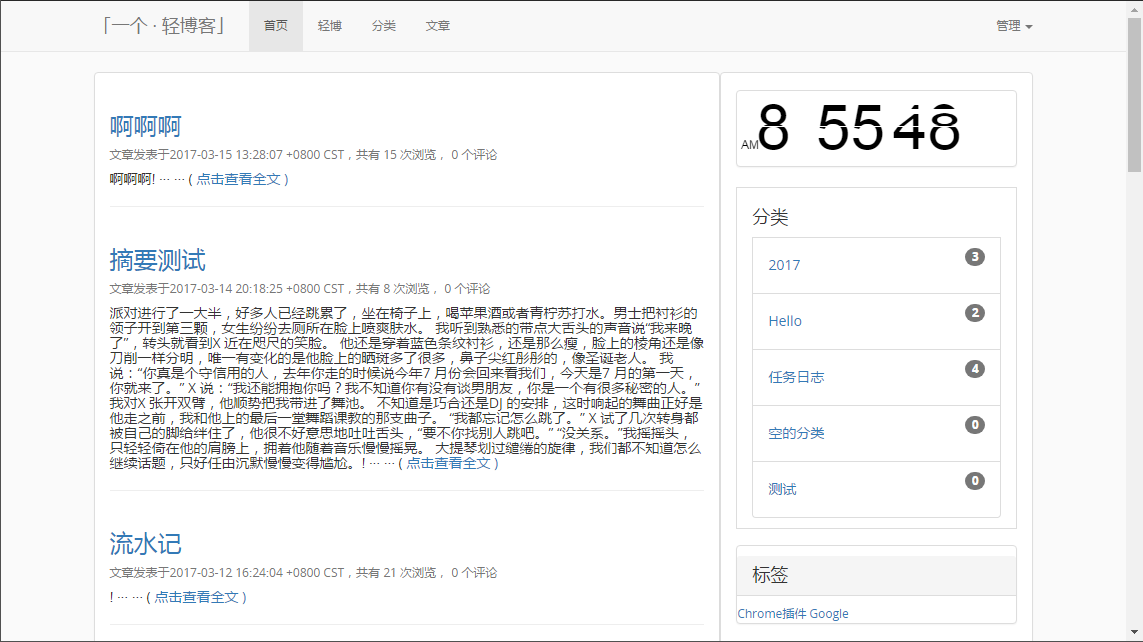 「一个 · 轻博客」 首页 轻博 分类 文章 管理
啊啊啊
文章发表于2017-03-15 13:28:07 +0800 CST，共有 15 次浏览， 0 个评论
啊啊啊! ··· ··· ( 点击查看全文 )
摘要测试
文章发表于2017-03-14 20:18:25 +0800 CST，共有 8 次浏览， 0 个评论
派对进行了一大半，好多人已经跳累了，坐在椅子上，喝苹果酒或者青柠苏打水。男士把衬衫的
领子开到第三颗，女生纷纷去厕所在脸上喷爽肤水。 我听到熟悉的带点大舌头的声音说“我来晚
了”，转头就看到X 近在咫尺的笑脸。 他还是穿着蓝色条纹衬衫，还是那么瘦，脸上的棱角还是像
刀削一样分明，唯一有变化的是他脸上的晒斑多了很多，鼻子尖红彤彤的，像圣诞老人。 我
说：“你真是个守信用的人，去年你走的时候说今年7 月份会回来看我们，今天是7 月的第一天，
你就来了。” X 说：“我还能拥抱你吗？我不知道你有没有谈男朋友，你是一个有很多秘密的人。”
我对X 张开双臂，他顺势把我带进了舞池。 不知道是巧合还是DJ 的安排，这时响起的舞曲正好是
他走之前，我和他上的最后一堂舞蹈课教的那支曲子。 “我都忘记怎么跳了。” X 试了几次转身都
被自己的脚给绊住了，他很不好意思地吐吐舌头，“要不你找别人跳吧。” “没关系。”我摇摇头，
只轻轻倚在他的肩膀上，拥着他随着音乐慢慢摇晃。 大提琴划过缱绻的旋律，我们都不知道怎么
继续话题，只好任由沉默慢慢变得尴尬。! ··· ··· ( 点击查看全文 )
流水记
文章发表于2017-03-12 16:24:04 +0800 CST，共有 21 次浏览， 0 个评论
! ··· ··· ( 点击查看全文 )
AM 8 55 48
分类
2017 3
Hello 2
任务日志 4
空的分类 0
测试 0
标签
Chrome插件 Google